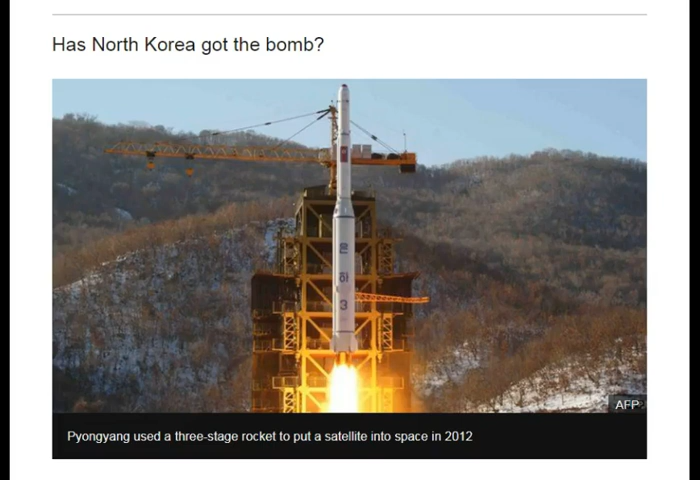 Has North Korea got the bomb?
은
하
3
AFP
Pyongyang used a three-stage rocket to put a satellite into space in 2012